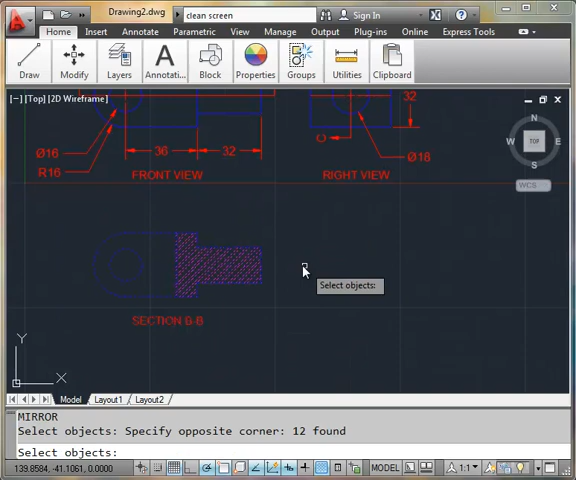 Drawing2.dwg
clean screen
Sign In
Home Insert Annotate Parametric View Manage Output Plug-ins Online
Draw Modify Layers Annotati... Block Properties Groups Utilities Clipboard
[−] [Top] [2D Wireframe]
N
W TOP E
S
WCS
32
Ø16
R16
36 32
C
Ø18
FRONT VIEW RIGHT VIEW
Select objects:
SECTION B-B
Y
X
Model Layout1 Layout2
MIRROR
Select objects: Specify opposite corner: 12 found
Select objects:
139.8584, -41.1061, 0.0000 MODEL 1:1